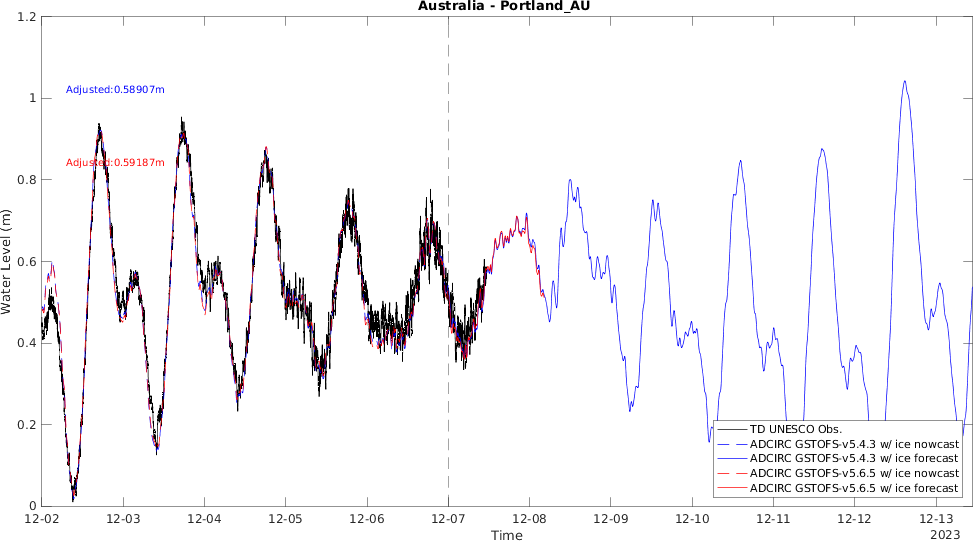 Australia - Portland_AU
1.2
1
0.8
0.6
0.4
0.2
0
Water Level (m)
Adjusted:0.58907m
Adjusted:0.59187m
TD UNESCO Obs.
ADCIRC GSTOFS-v5.4.3 w/ ice nowcast
ADCIRC GSTOFS-v5.4.3 w/ ice forecast
ADCIRC GSTOFS-v5.6.5 w/ ice nowcast
ADCIRC GSTOFS-v5.6.5 w/ ice forecast
12-02 12-03 12-04 12-05 12-06 12-07 12-08 12-09 12-10 12-11 12-12 12-13
Time
2023